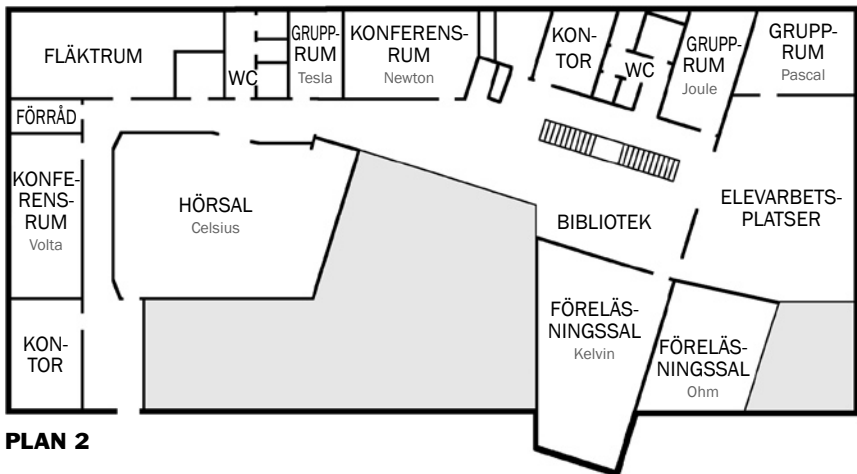 FLÄKTRUM
WC
GRUPP-
RUM
Tesla
KONFERENS-
RUM
Newton
KON-
TOR
WC
GRUPP-
RUM
Joule
GRUPP-
RUM
Pascal
FÖRRÅD
KONFE-
RENS-
RUM
Volta
HÖRSAL
Celsius
BIBLIOTEK
ELEVARBETS-
PLATSER
KON-
TOR
FÖRELÄS-
NINGSSAL
Kelvin
FÖRELÄS-
NINGSSAL
Ohm
PLAN 2